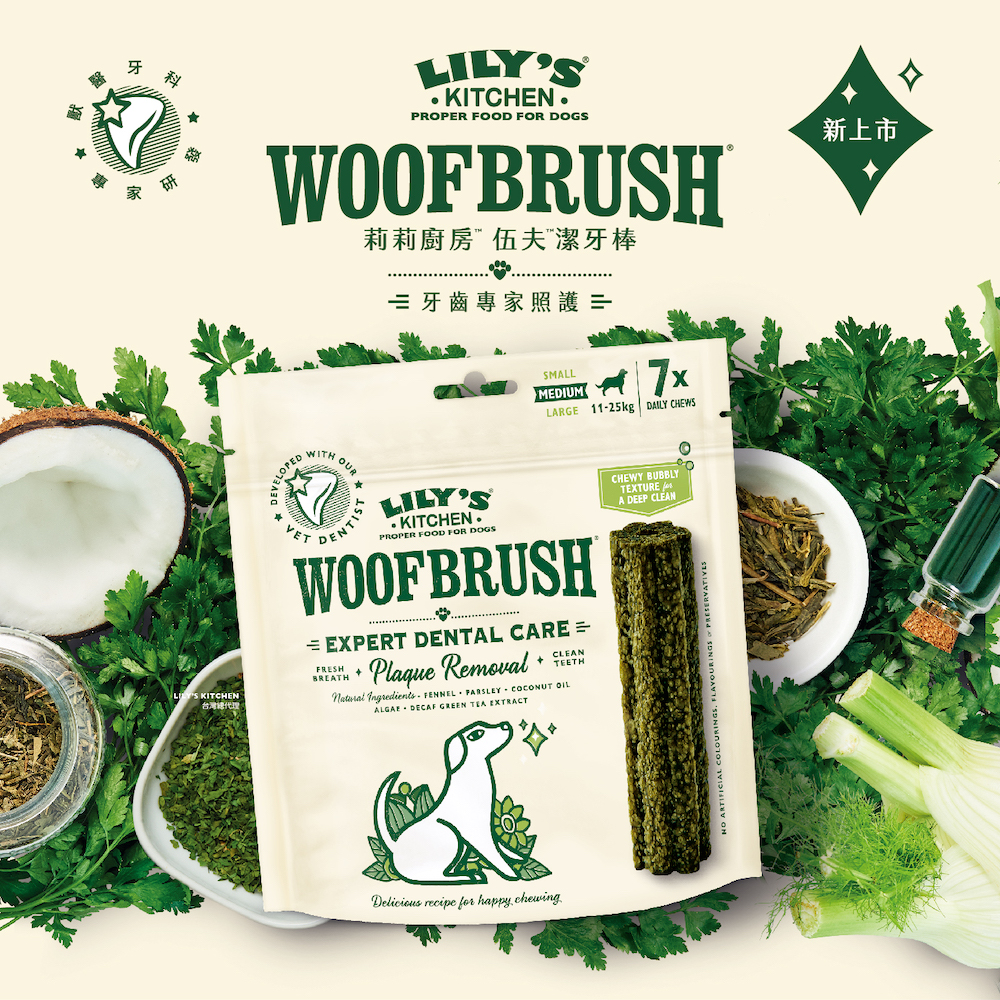 獸醫牙科專家研發
LILY'S®
• KITCHEN •
PROPER FOOD FOR DOGS
新上市
WOOFBRUSH®
莉莉廚房™ 伍夫™潔牙棒
牙齒專家照護
SMALL
MEDIUM
LARGE
11-25kg
7x
DAILY CHEWS
DEVELOPED WITH OUR
VET DENTIST
LILY'S®
• KITCHEN •
PROPER FOOD FOR DOGS
CHEWY BUBBLY
TEXTURE for
A DEEP CLEAN
WOOFBRUSH®
EXPERT DENTAL CARE
FRESH
BREATH
Plaque Removal
CLEAN
TEETH
Natural Ingredients • FENNEL • PARSLEY • COCONUT OIL
ALGAE • DECAF GREEN TEA EXTRACT
NO ARTIFICIAL COLOURINGS, FLAVOURINGS or PRESERVATIVES
LILY'S KITCHEN
台灣總代理
Delicious recipe for happy chewing